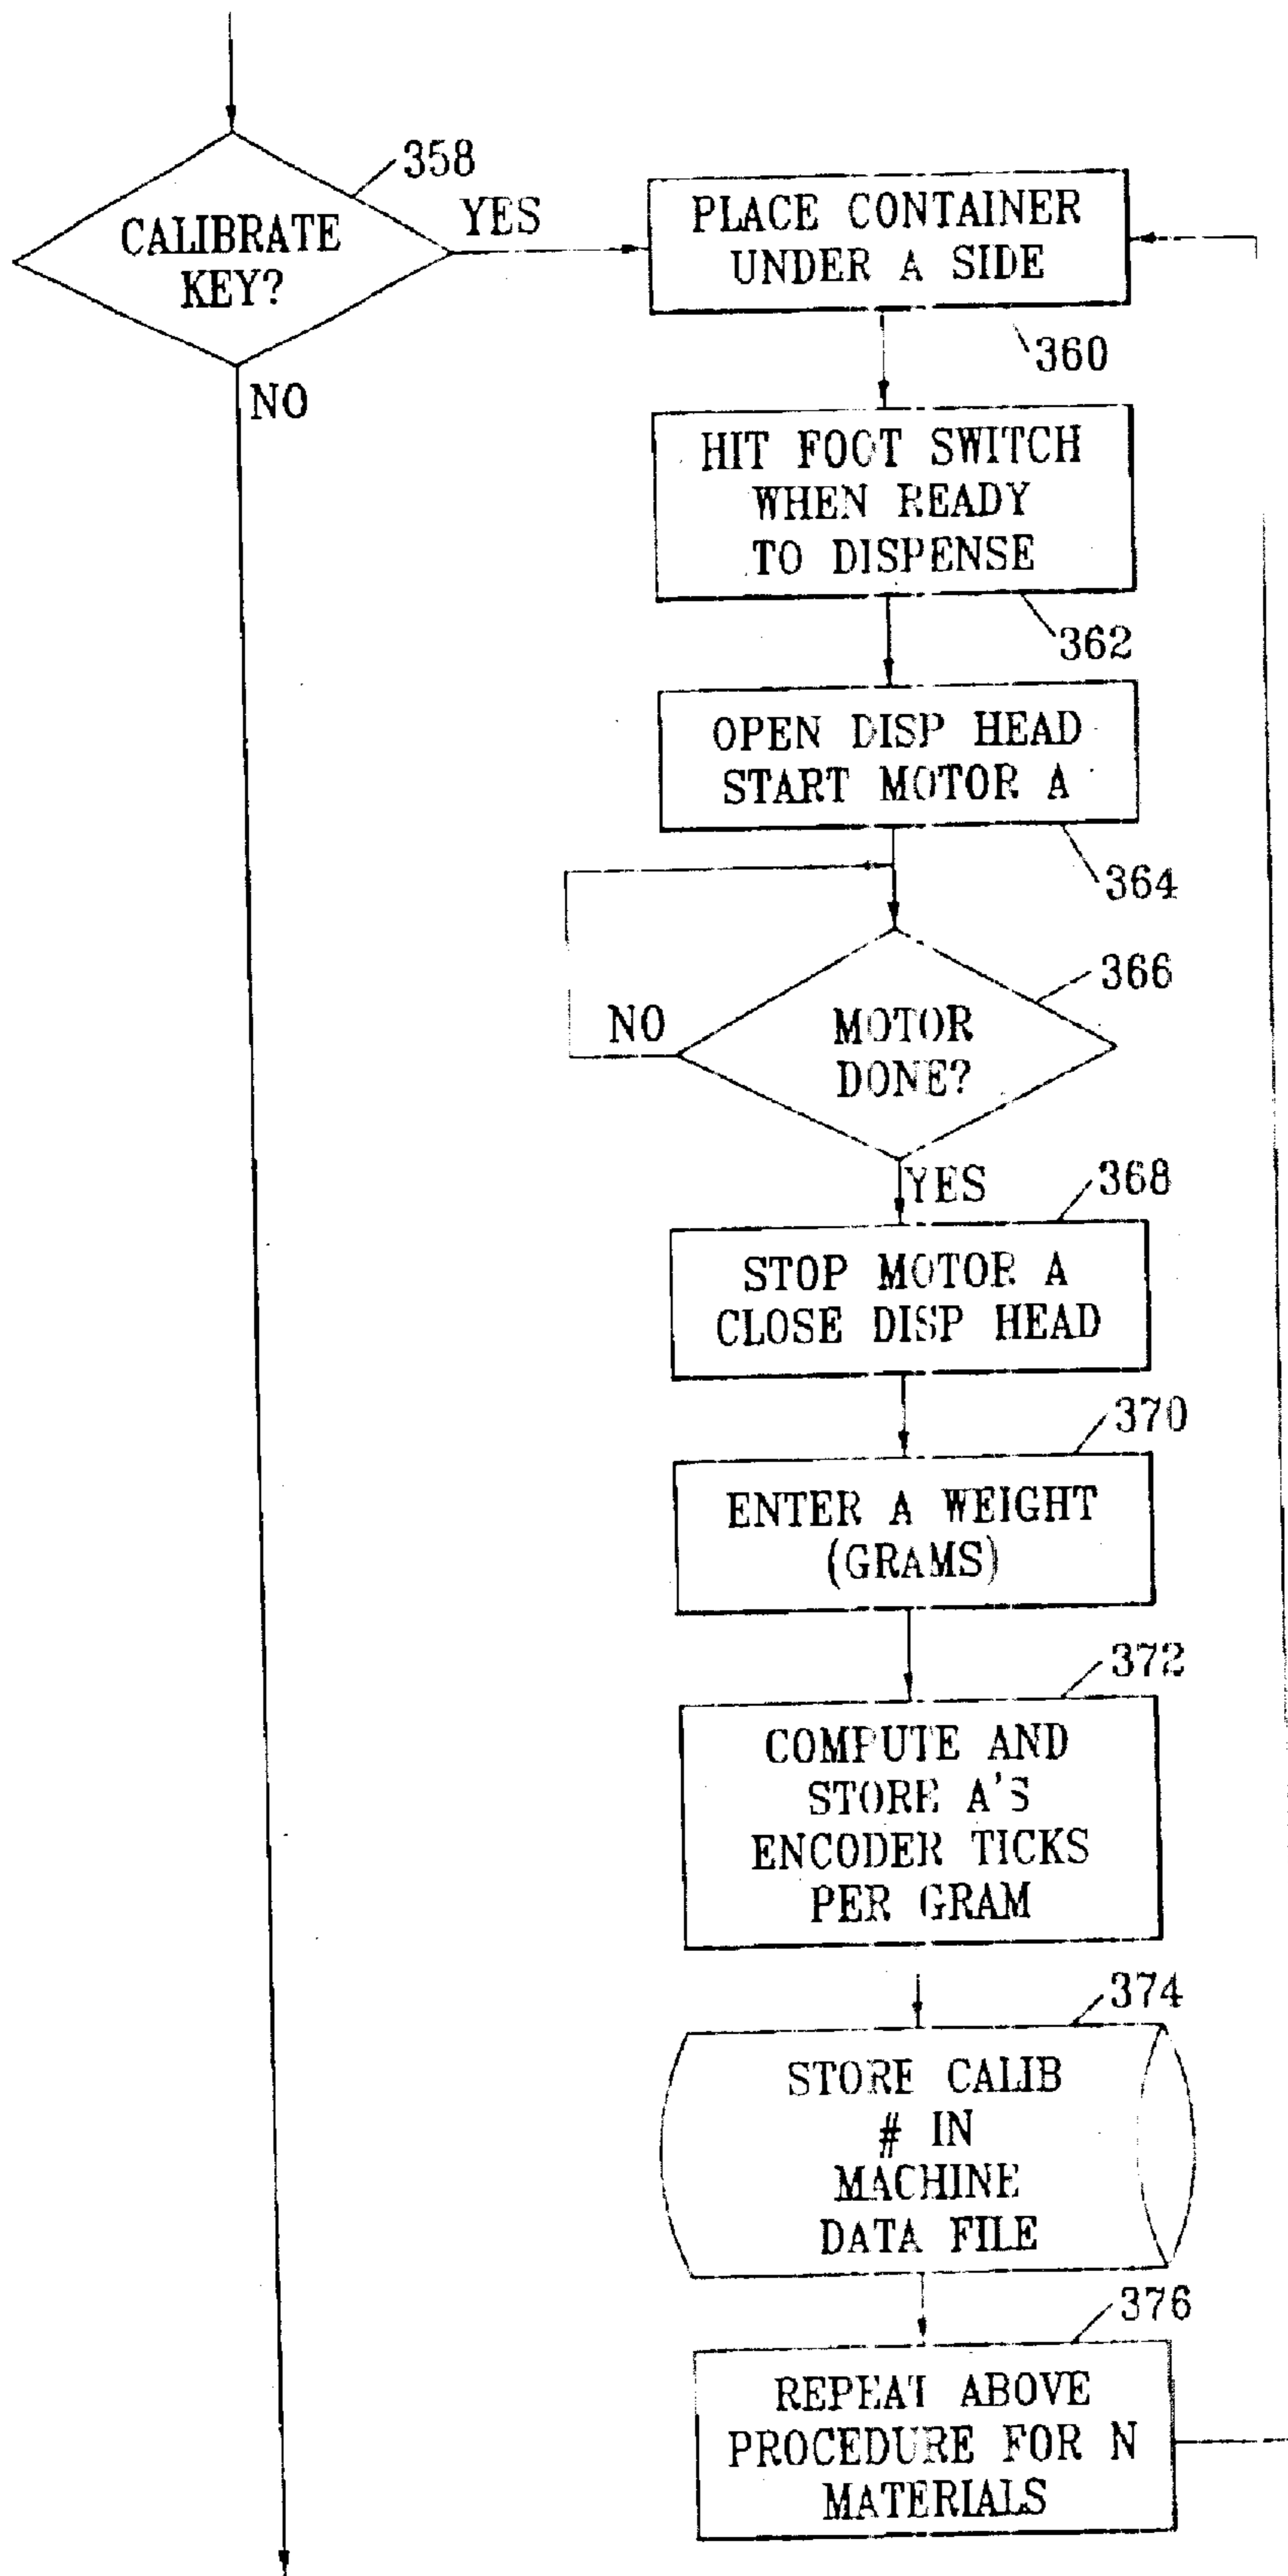 358
CALIBRATE
KEY?
YES
NO
PLACE CONTAINER
UNDER A SIDE
360
HIT FOOT SWITCH
WHEN READY
TO DISPENSE
362
OPEN DISP HEAD
START MOTOR A
364
366
MOTOR
DONE?
NO
YES
368
STOP MOTOR A
CLOSE DISP HEAD
370
ENTER A WEIGHT
(GRAMS)
372
COMPUTE AND
STORE A'S
ENCODER TICKS
PER GRAM
374
STORE CALIB
# IN
MACHINE
DATA FILE
376
REPEAT ABOVE
PROCEDURE FOR N
MATERIALS